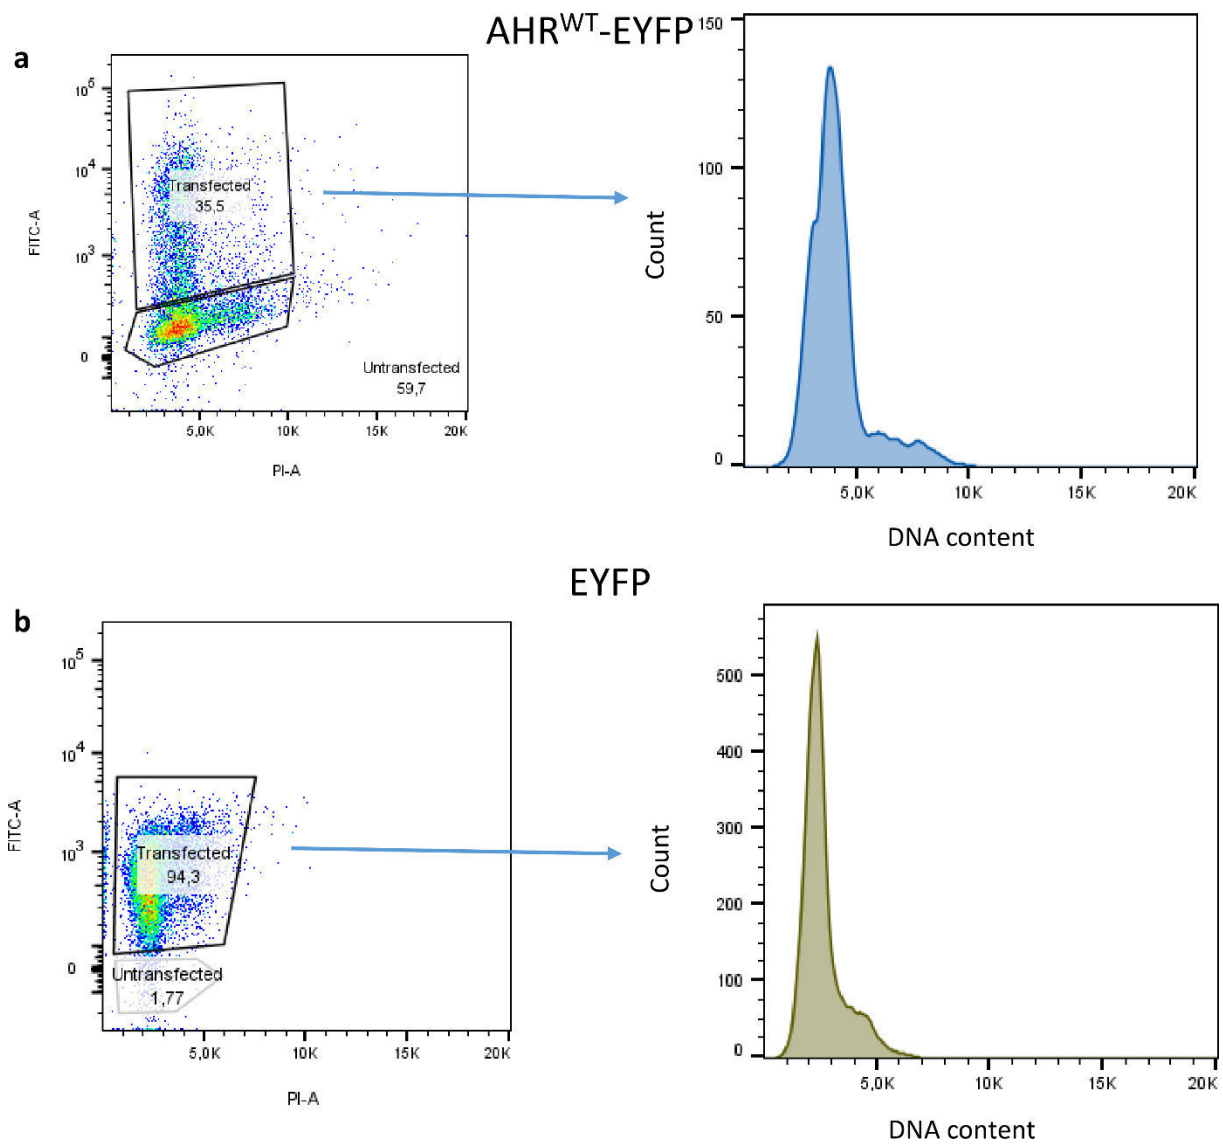 AHRWT-EYFP
a
FITC-A
10^5
10^4
10^3
0
Transfected
35,5
Untransfected
59,7
5,0K 10K 15K 20K
PI-A
Count
150
100
50
0
5,0K 10K 15K 20K
DNA content
EYFP
b
FITC-A
10^5
10^4
10^3
0
Transfected
94,3
Untransfected
1,77
5,0K 10K 15K 20K
PI-A
Count
500
400
300
200
100
0
5,0K 10K 15K 20K
DNA content